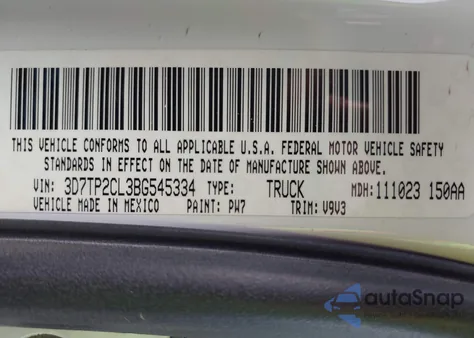 THIS VEHICLE CONFORMS TO ALL APPLICABLE U.S.A. FEDERAL MOTOR VEHICLE SAFETY
STANDARDS IN EFFECT ON THE DATE OF MANUFACTURE SHOWN ABOVE.
VIN: 3D7TP2CL3BG545334 TYPE: TRUCK MDH: 111023 150AA
VEHICLE MADE IN MEXICO PAINT: PW7 TRIM: V9V3
autoSnap